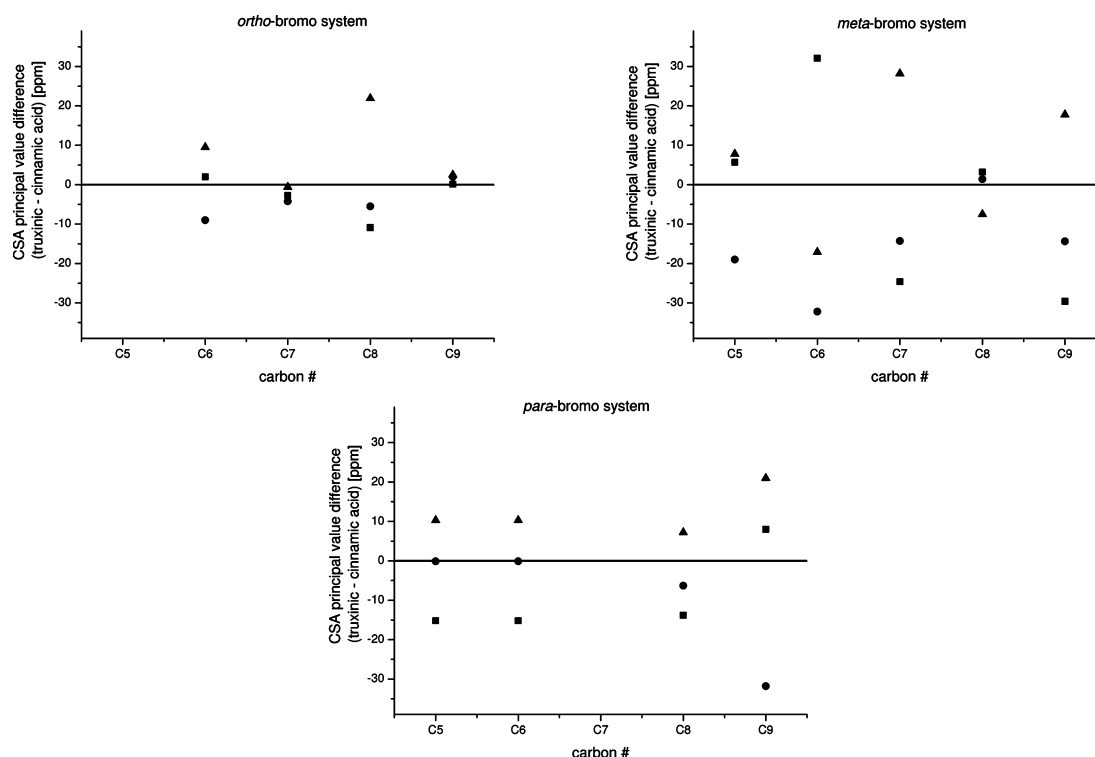 ortho-bromo system
CSA principal value difference
(truxinic - cinnamic acid) [ppm]
30
20
10
0
-10
-20
-30
C5 C6 C7 C8 C9
carbon #
meta-bromo system
CSA principal value difference
(truxinic - cinnamic acid) [ppm]
30
20
10
0
-10
-20
-30
C5 C6 C7 C8 C9
carbon #
para-bromo system
CSA principal value difference
(truxinic - cinnamic acid) [ppm]
30
20
10
0
-10
-20
-30
C5 C6 C7 C8 C9
carbon #